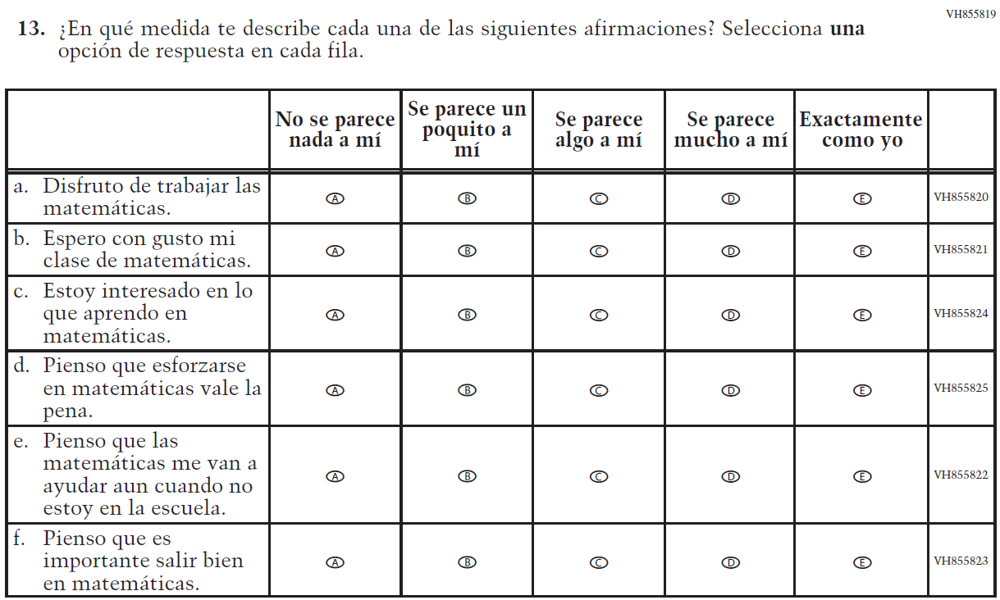 VH855819
13. ¿En qué medida te describe cada una de las siguientes afirmaciones? Selecciona una
opción de respuesta en cada fila.
No se parece
nada a mí
Se parece un
poquito a
mí
Se parece
algo a mí
Se parece
mucho a mí
Exactamente
como yo
a. Disfruto de trabajar las
matemáticas.
A B C D E VH855820
b. Espero con gusto mi
clase de matemáticas.
A B C D E VH855821
c. Estoy interesado en lo
que aprendo en
matemáticas.
A B C D E VH855824
d. Pienso que esforzarse
en matemáticas vale la
pena.
A B C D E VH855825
e. Pienso que las
matemáticas me van a
ayudar aun cuando no
estoy en la escuela.
A B C D E VH855822
f. Pienso que es
importante salir bien
en matemáticas.
A B C D E VH855823